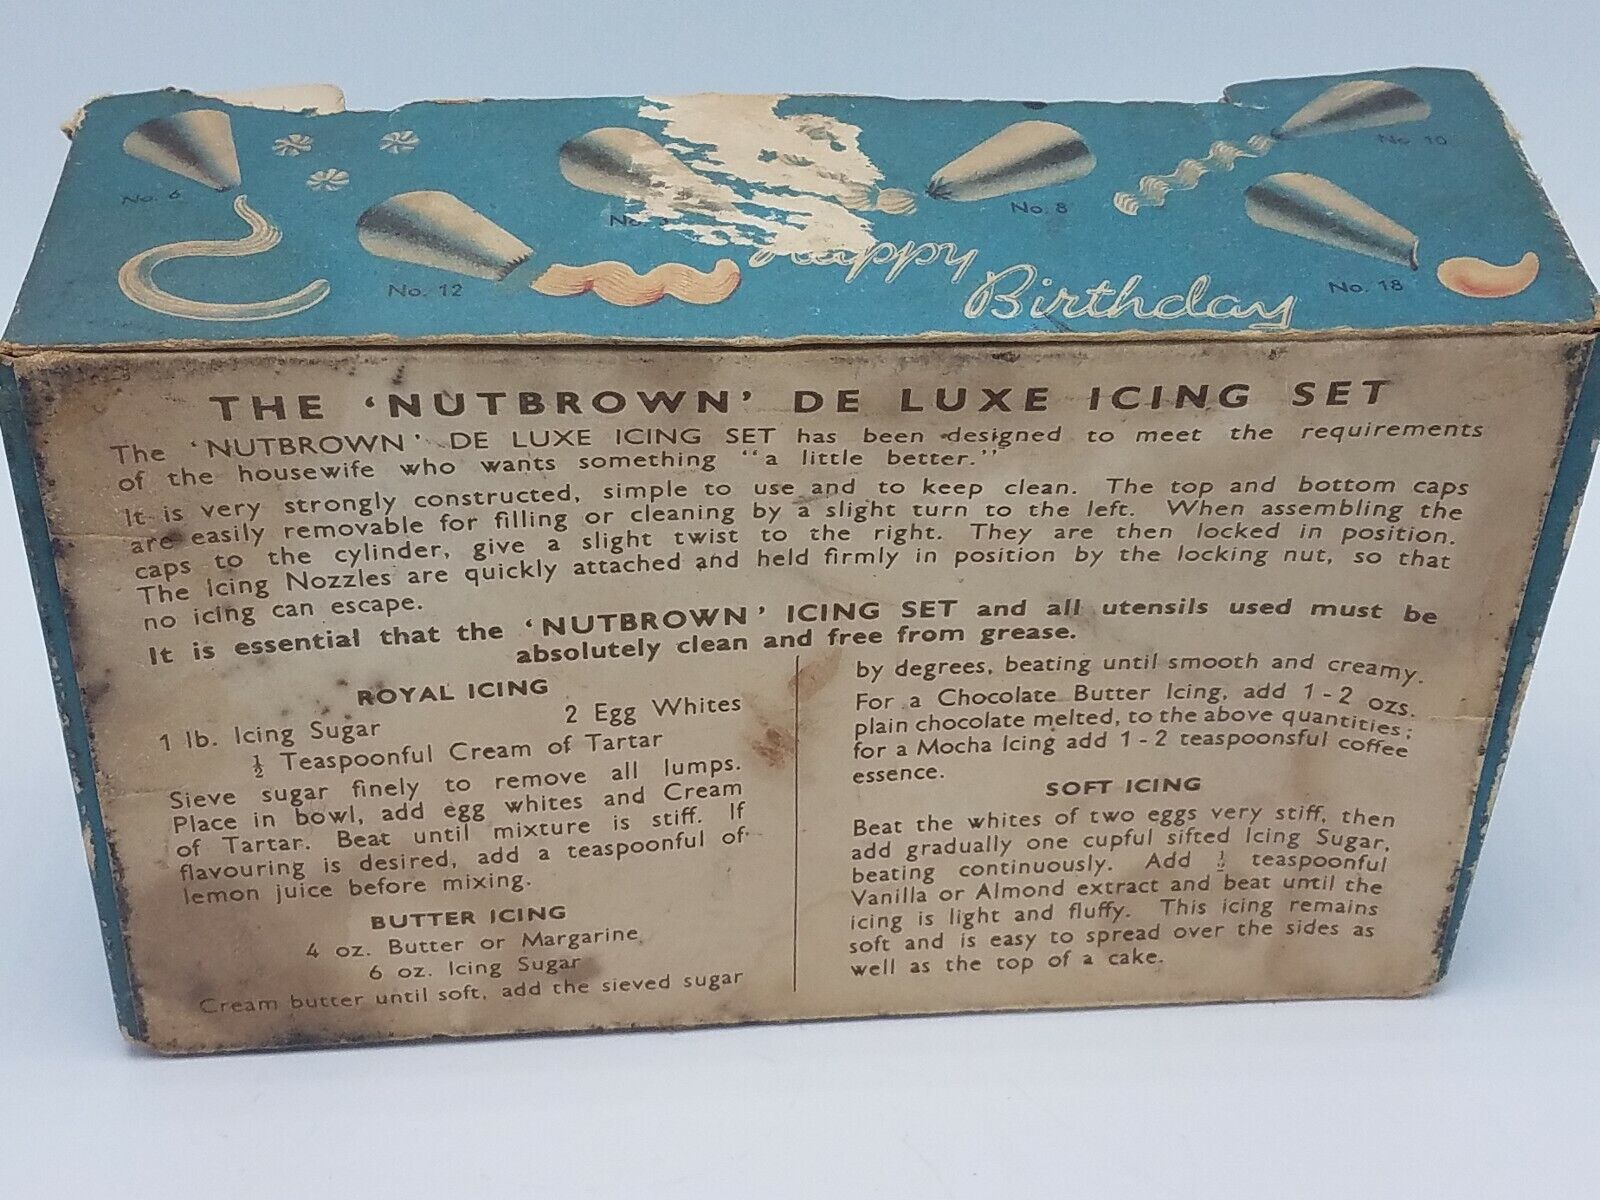 No. 6
No. 12
No.
No. 8
No. 10
No. 18
Happy
Birthday
THE ‘NUTBROWN’ DE LUXE ICING SET
The ‘NUTBROWN’ DE LUXE ICING SET has been designed to meet the requirements
of the housewife who wants something “a little better.”
It is very strongly constructed, simple to use and to keep clean. The top and bottom caps
are easily removable for filling or cleaning by a slight turn to the left. When assembling the
caps to the cylinder, give a slight twist to the right. They are then locked in position.
The Icing Nozzles are quickly attached and held firmly in position by the locking nut, so that
no icing can escape.
It is essential that the ‘NUTBROWN’ ICING SET and all utensils used must be
absolutely clean and free from grease.
ROYAL ICING
1 lb. Icing Sugar 2 Egg Whites
½ Teaspoonful Cream of Tartar
Sieve sugar finely to remove all lumps.
Place in bowl, add egg whites and Cream
of Tartar. Beat until mixture is stiff. If
flavouring is desired, add a teaspoonful of
lemon juice before mixing.
BUTTER ICING
4 oz. Butter or Margarine,
6 oz. Icing Sugar
Cream butter until soft, add the sieved sugar
by degrees, beating until smooth and creamy.
For a Chocolate Butter Icing, add 1 - 2 ozs.
plain chocolate melted, to the above quantities;
for a Mocha Icing add 1 - 2 teaspoonsful coffee
essence.
SOFT ICING
Beat the whites of two eggs very stiff, then
add gradually one cupful sifted Icing Sugar,
beating continuously. Add ½ teaspoonful
Vanilla or Almond extract and beat until the
icing is light and fluffy. This icing remains
soft and is easy to spread over the sides as
well as the top of a cake.